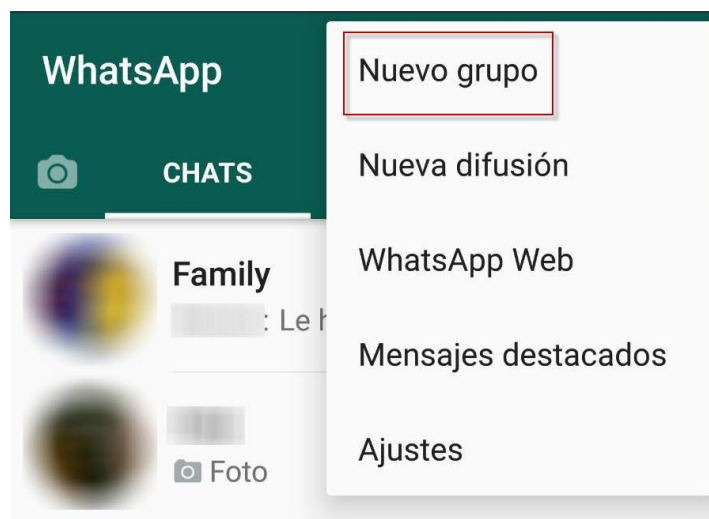 WhatsApp
CHATS
Family
: Le
Foto
Nuevo grupo
Nueva difusión
WhatsApp Web
Mensajes destacados
Ajustes